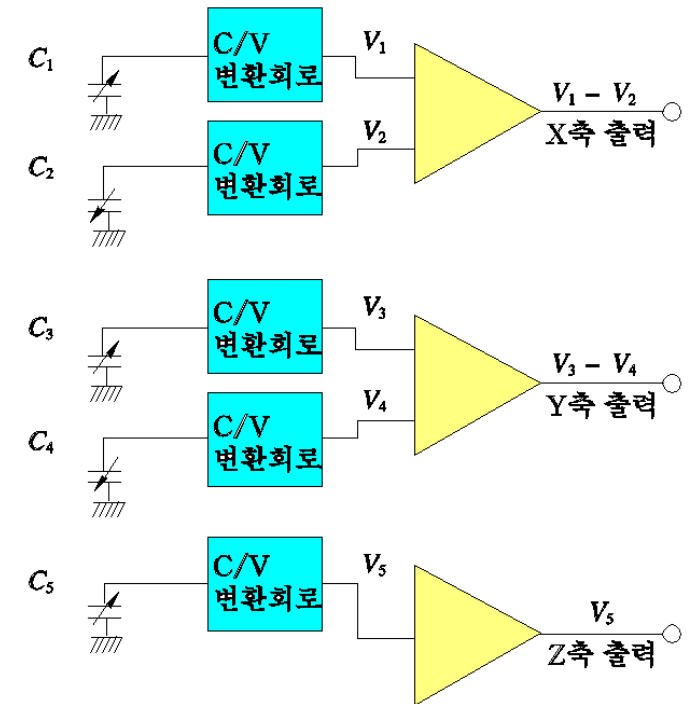 C₁
C/V
변환회로
V₁
C₂
C/V
변환회로
V₂
V₁ - V₂
X축 출력
C₃
C/V
변환회로
V₃
C₄
C/V
변환회로
V₄
V₃ - V₄
Y축 출력
C₅
C/V
변환회로
V₅
V₅
Z축 출력